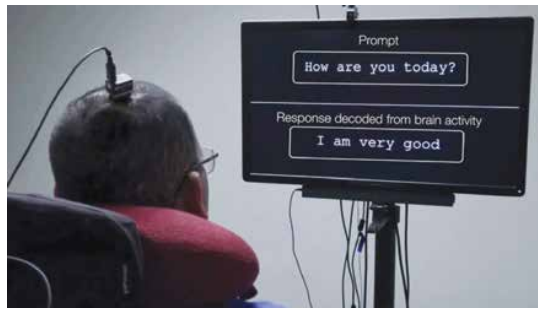 Prompt
How are you today?
Response decoded from brain activity
I am very good